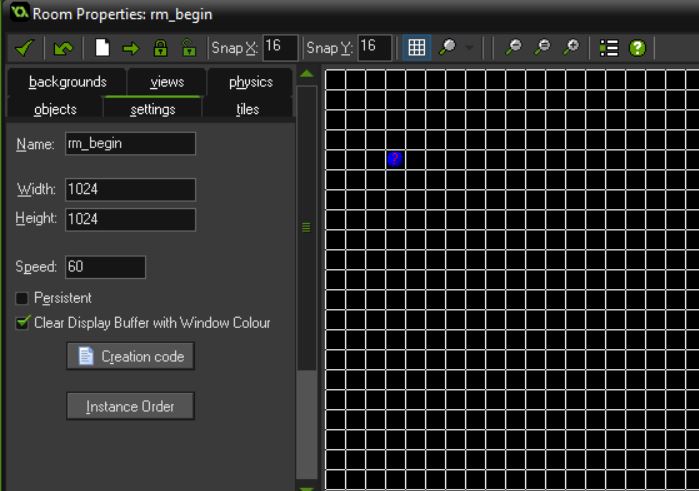 Room Properties: rm_begin
Snap X: 16 Snap Y: 16
backgrounds views physics
objects settings tiles
Name: rm_begin
Width: 1024
Height: 1024
Speed: 60
Persistent
Clear Display Buffer with Window Colour
Creation code
Instance Order